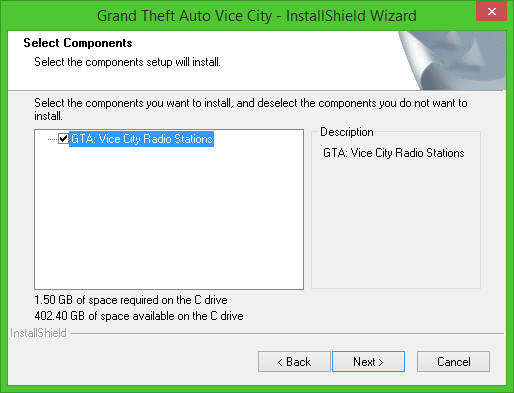 Grand Theft Auto Vice City - InstallShield Wizard
Select Components
Select the components setup will install.
Select the components you want to install, and deselect the components you do not want to
install.
GTA: Vice City Radio Stations
Description
GTA: Vice City Radio Stations
1.50 GB of space required on the C drive
402.40 GB of space available on the C drive
InstallShield
< Back
Next >
Cancel